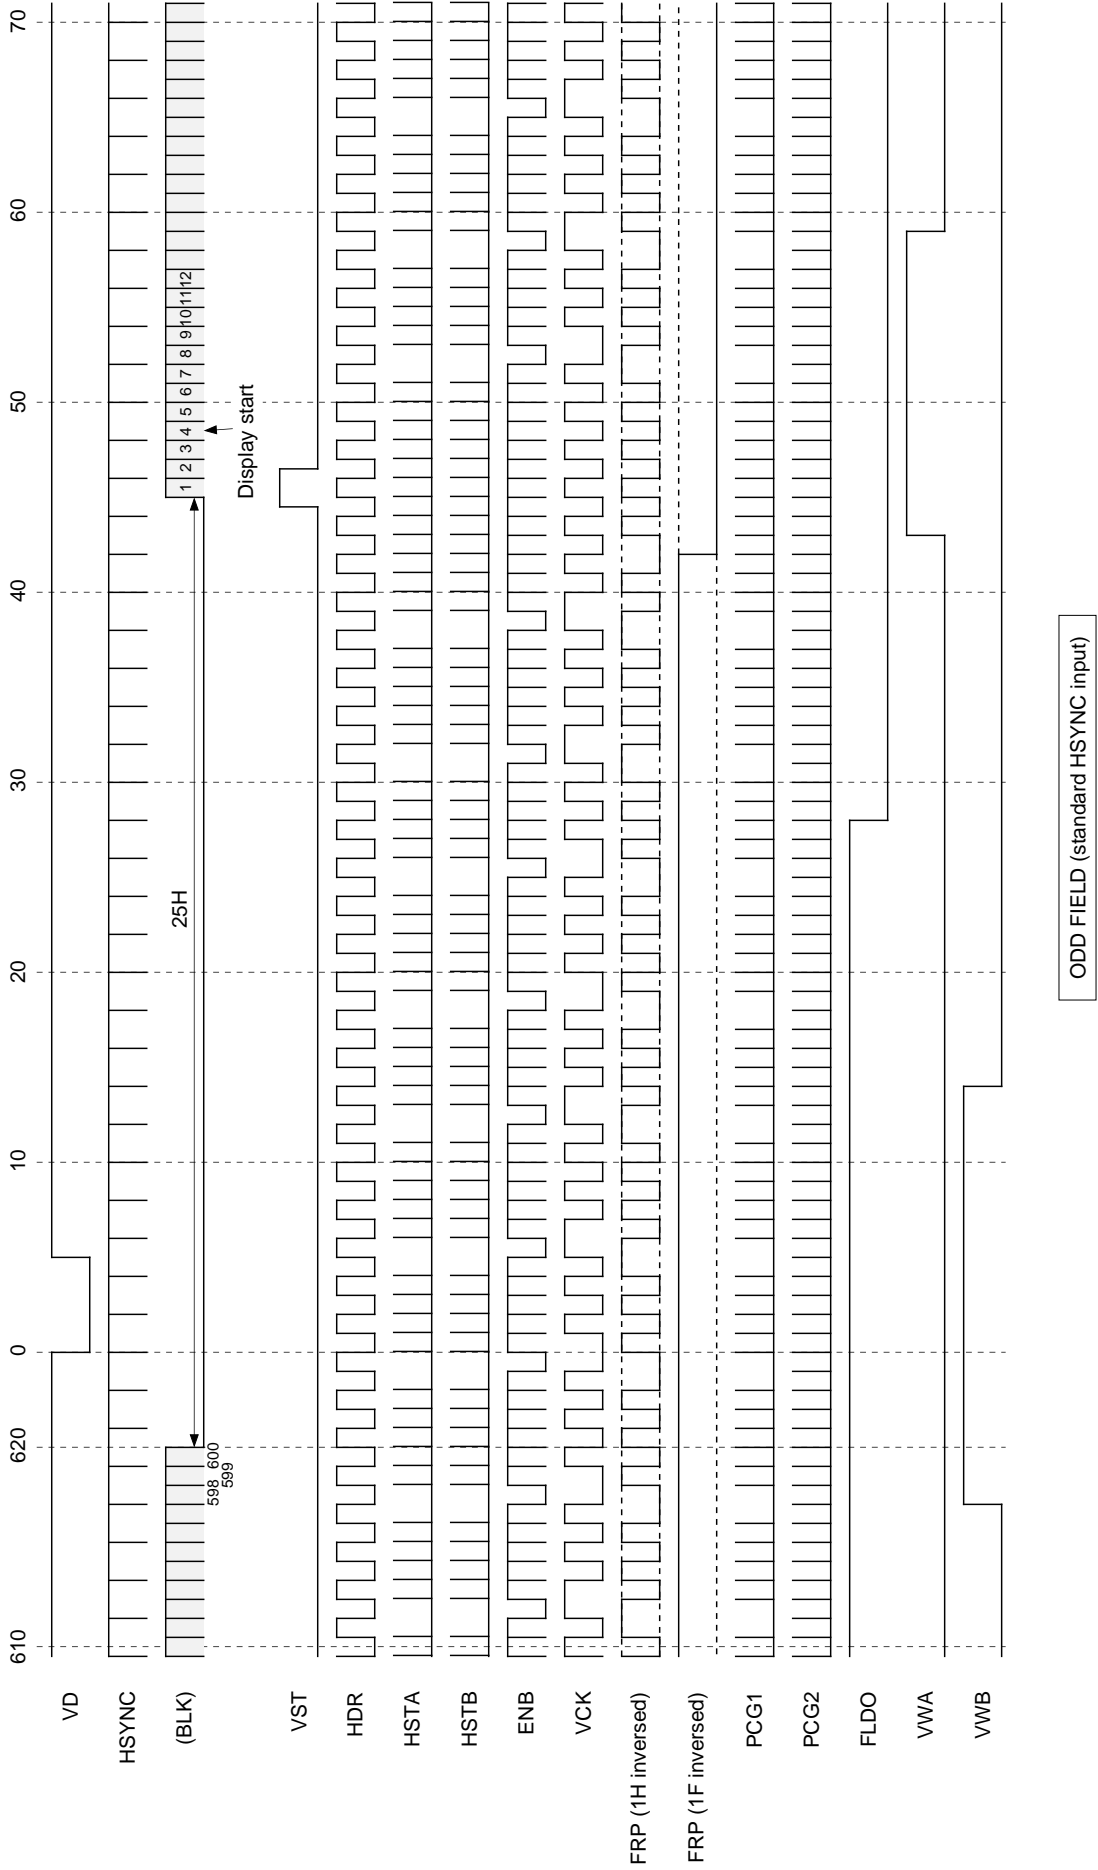 610 620 0 10 20 30 40 50 60 70
VD
HSYNC
(BLK)
598 600
599
25H
1 2 3 4 5 6 7 8 9 10 11 12
Display start
VST
HDR
HSTA
HSTB
ENB
VCK
FRP (1H inversed)
FRP (1F inversed)
PCG1
PCG2
FLDO
VWA
VWB
ODD FIELD (standard HSYNC input)